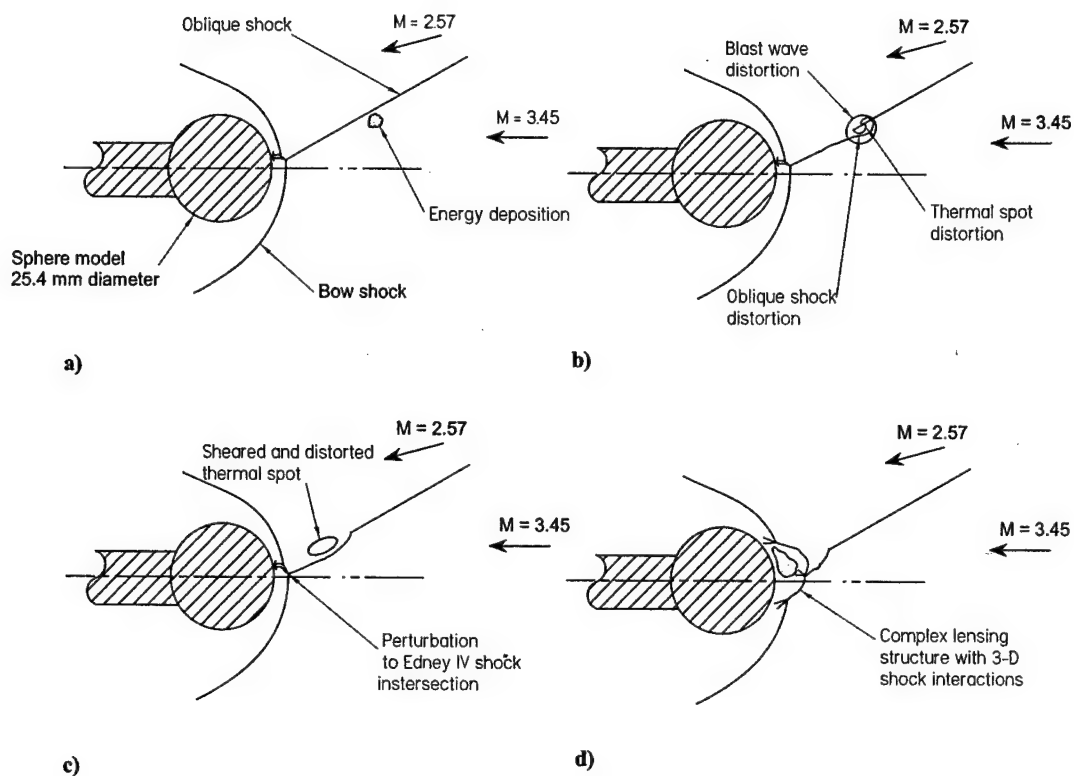 Oblique shock
M = 2.57
M = 3.45
Energy deposition
Sphere model
25.4 mm diameter
Bow shock
a)
M = 2.57
Blast wave
distortion
M = 3.45
Thermal spot
distortion
Oblique shock
distortion
b)
M = 2.57
Sheared and distorted
thermal spot
M = 3.45
Perturbation
to Edney IV shock
instersection
c)
M = 2.57
M = 3.45
Complex lensing
structure with 3-D
shock interactions
d)